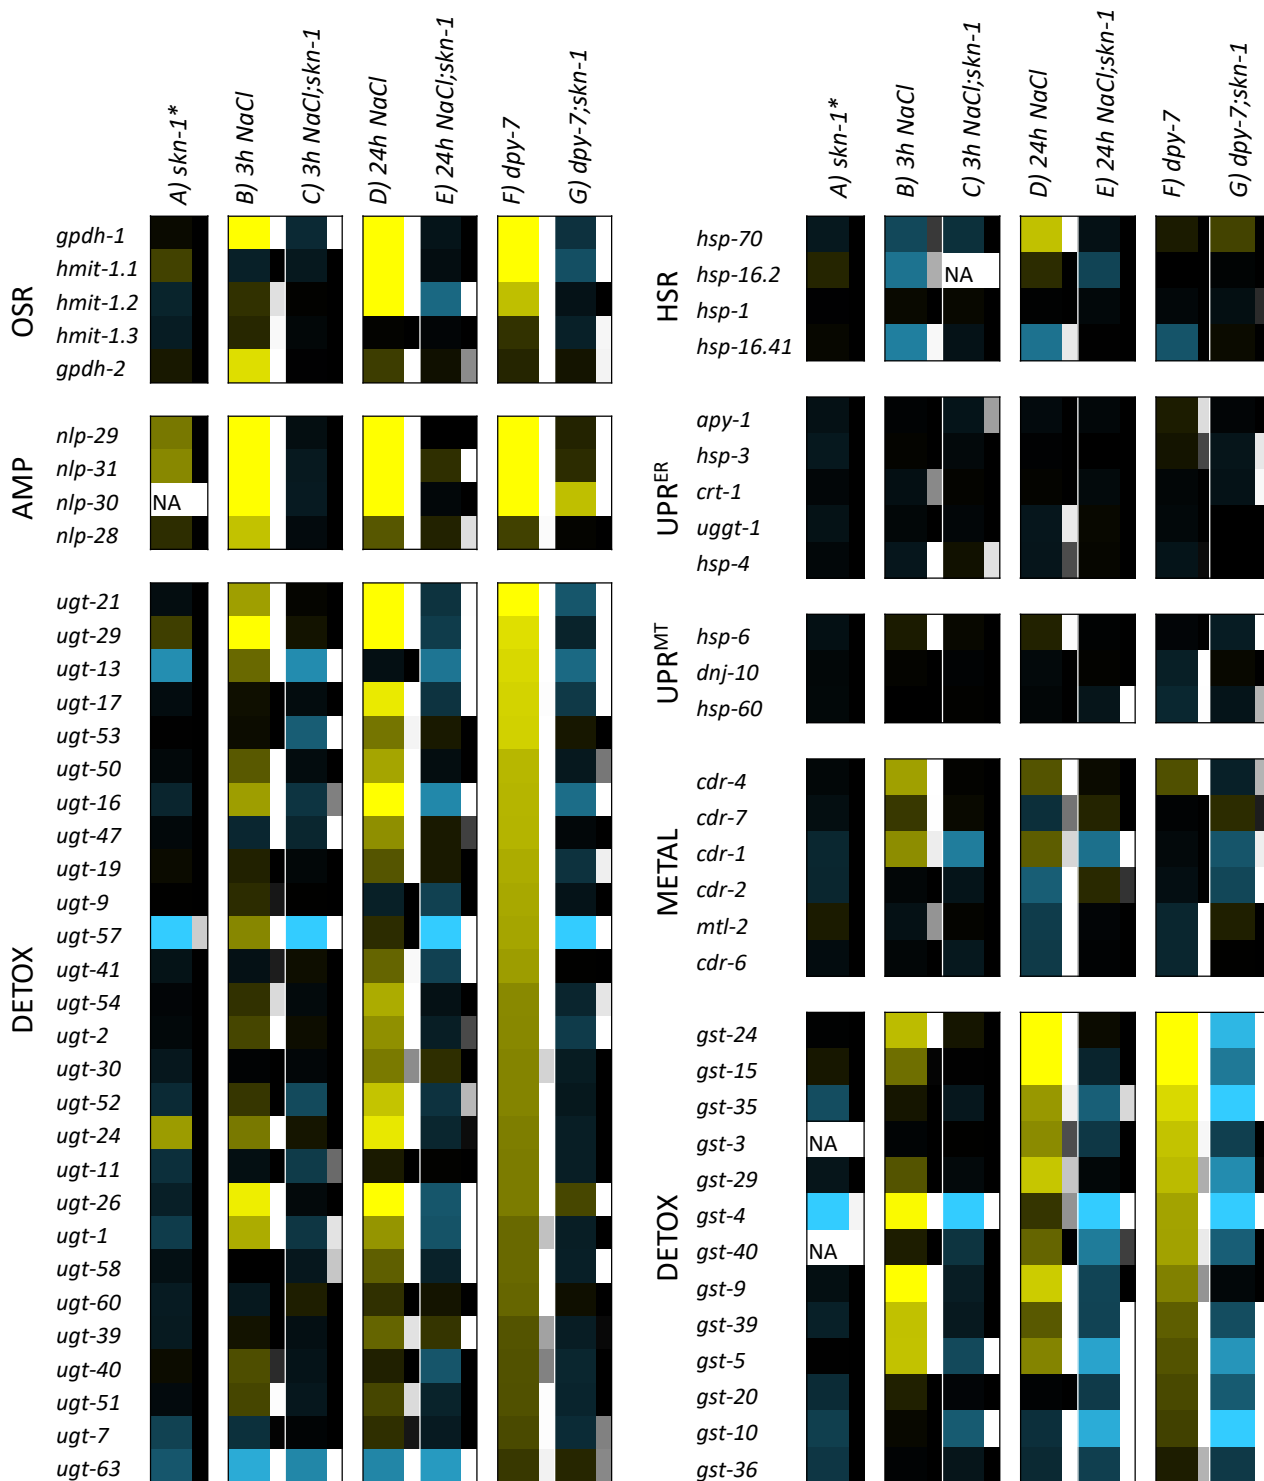 A) skn-1*
B) 3h NaCl
C) 3h NaCl;skn-1
D) 24h NaCl
E) 24h NaCl;skn-1
F) dpy-7
G) dpy-7;skn-1
OSR
gpdh-1
hmit-1.1
hmit-1.2
hmit-1.3
gpdh-2
AMP
nlp-29
nlp-31
nlp-30 NA
nlp-28
DETOX
ugt-21
ugt-29
ugt-13
ugt-17
ugt-53
ugt-50
ugt-16
ugt-47
ugt-19
ugt-9
ugt-57
ugt-41
ugt-54
ugt-2
ugt-30
ugt-52
ugt-24
ugt-11
ugt-26
ugt-1
ugt-58
ugt-60
ugt-39
ugt-40
ugt-51
ugt-7
ugt-63
A) skn-1*
B) 3h NaCl
C) 3h NaCl;skn-1
D) 24h NaCl
E) 24h NaCl;skn-1
F) dpy-7
G) dpy-7;skn-1
HSR
hsp-70
hsp-16.2 NA
hsp-1
hsp-16.41
UPR^ER
apy-1
hsp-3
crt-1
uggt-1
hsp-4
UPR^MT
hsp-6
dnj-10
hsp-60
METAL
cdr-4
cdr-7
cdr-1
cdr-2
mtl-2
cdr-6
DETOX
gst-24
gst-15
gst-35
gst-3 NA
gst-29
gst-4
gst-40 NA
gst-9
gst-39
gst-5
gst-20
gst-10
gst-36